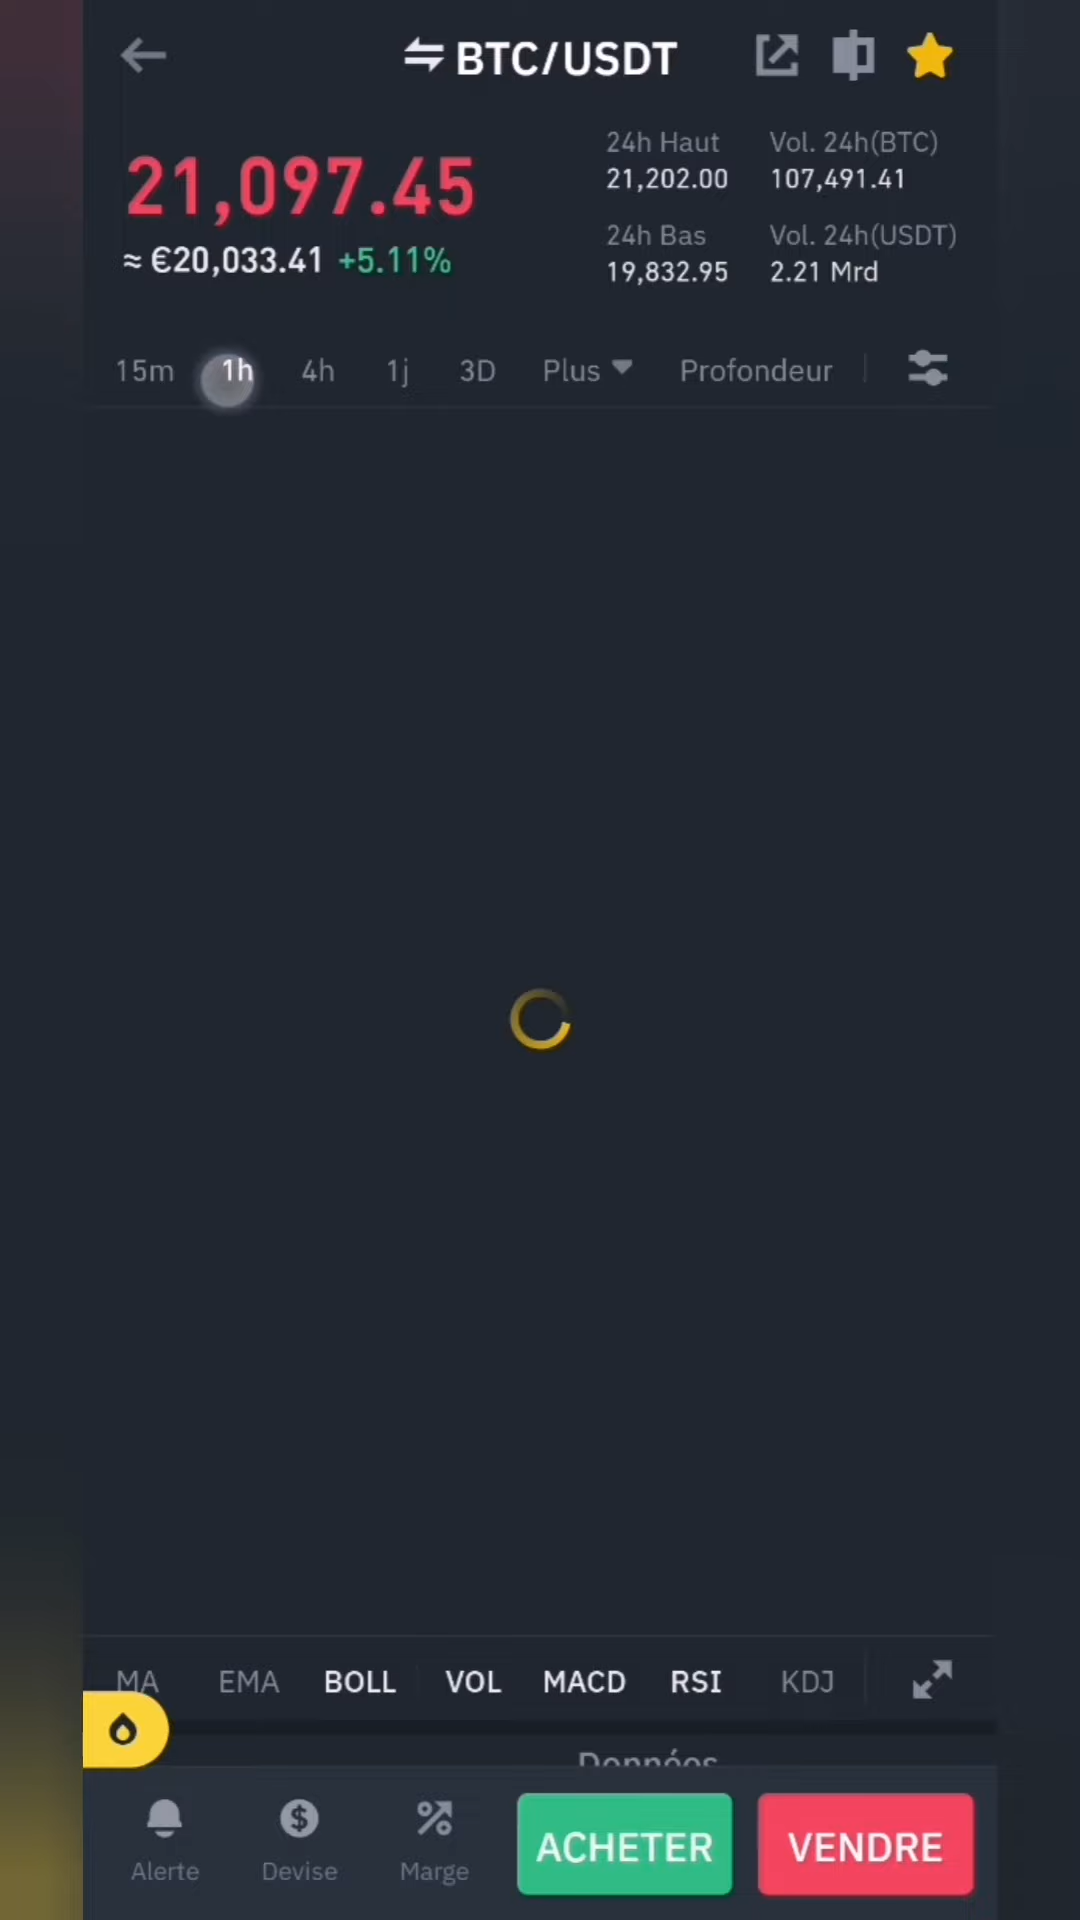 BTC/USDT
21,097.45
≈ €20,033.41 +5.11%
24h Haut
21,202.00
Vol. 24h(BTC)
107,491.41
24h Bas
19,832.95
Vol. 24h(USDT)
2.21 Mrd
15m 1h 4h 1j 3D Plus Profondeur
MA EMA BOLL VOL MACD RSI KDJ
Données
Alerte Devise Marge ACHETER VENDRE